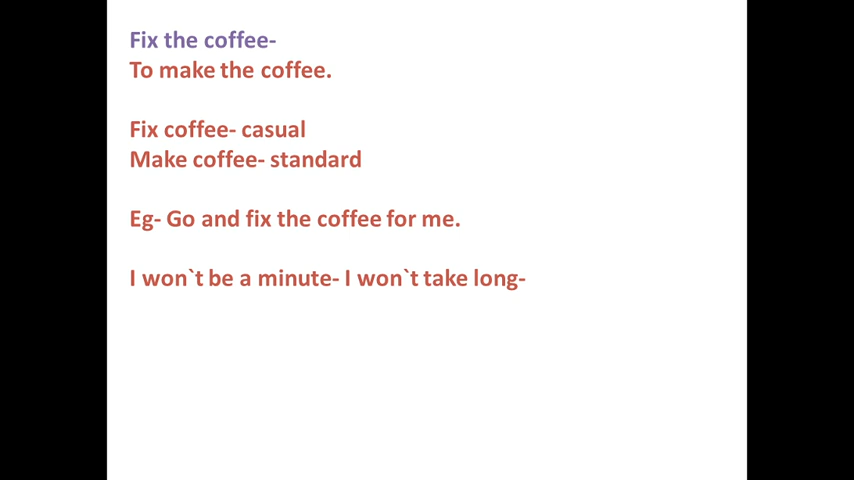 Fix the coffee-
To make the coffee.
Fix coffee- casual
Make coffee- standard
Eg- Go and fix the coffee for me.
I won`t be a minute- I won`t take long-